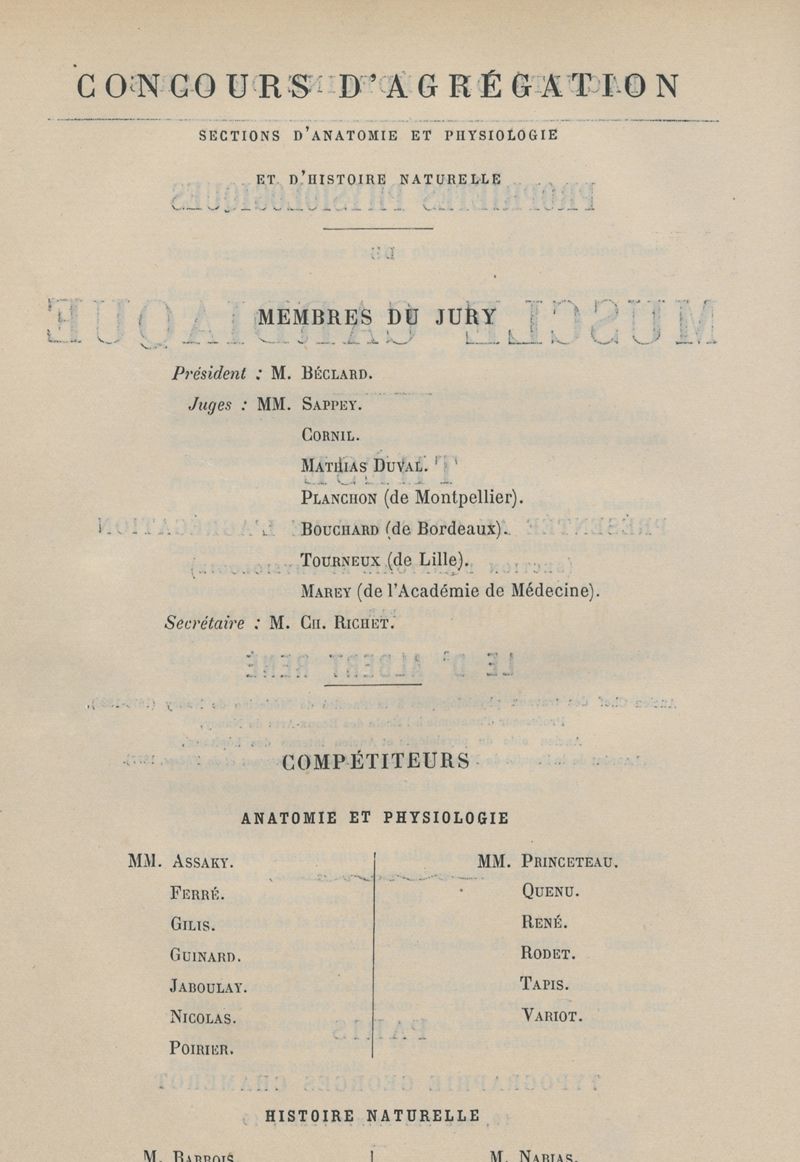 CONCOURS D'AGRÉGATION
SECTIONS D'ANATOMIE ET PHYSIOLOGIE
ET D'HISTOIRE NATURELLE
MEMBRES DU JURY
Président : M. BÉCLARD.
Juges : MM. SAPPEY.
CORNIL.
MATHIAS DUVAL.
PLANCHON (de Montpellier).
BOUCHARD (de Bordeaux).
TOURNEUX (de Lille).
MAREY (de l'Académie de Médecine).
Secrétaire : M. CH. RICHET.
COMPÉTITEURS
ANATOMIE ET PHYSIOLOGIE
MM. ASSAKY.
FERRÉ.
GILIS.
GUINARD.
JABOULAY.
NICOLAS.
POIRIER.
MM. PRINCETEAU.
QUENU.
RENÉ.
RODET.
TAPIS.
VARIOT.
HISTOIRE NATURELLE
M. BARROIS.
M. NABIAS.